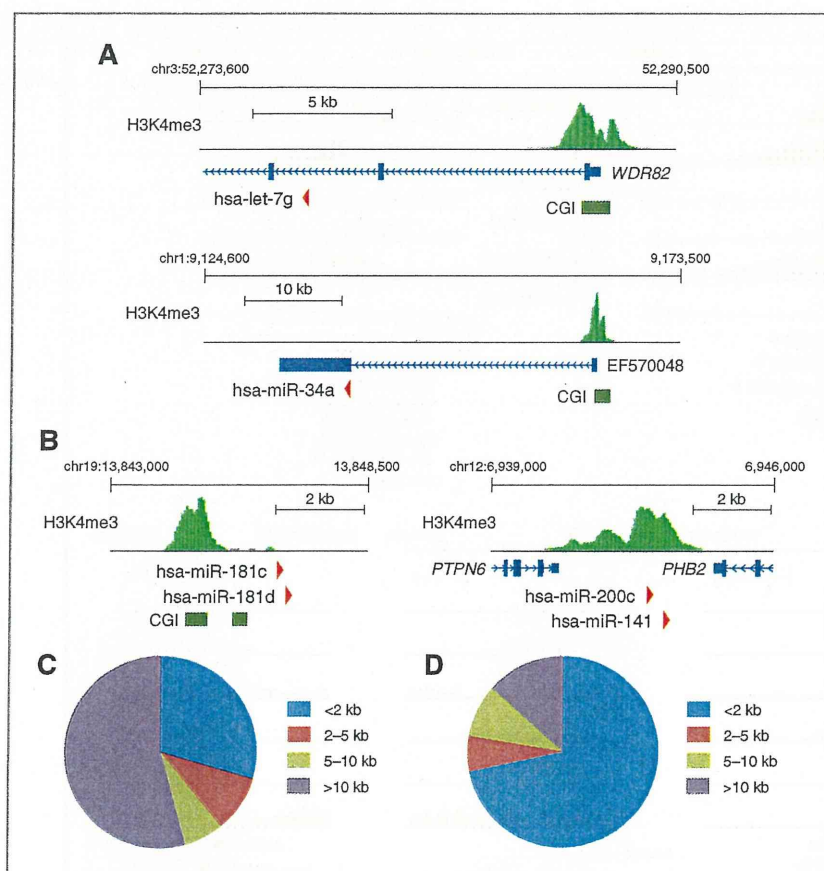 A
chr3:52,273,600 52,290,500
5 kb
H3K4me3
WDR82
hsa-let-7g
CGI
chr1:9,124,600 9,173,500
10 kb
H3K4me3
EF570048
hsa-miR-34a
CGI
B
chr19:13,843,000 13,848,500
2 kb
H3K4me3
hsa-miR-181c
hsa-miR-181d
CGI
chr12:6,939,000 6,946,000
2 kb
H3K4me3
PTPN6 PHB2
hsa-miR-200c
hsa-miR-141
C
<2 kb
2–5 kb
5–10 kb
>10 kb
D
<2 kb
2–5 kb
5–10 kb
>10 kb